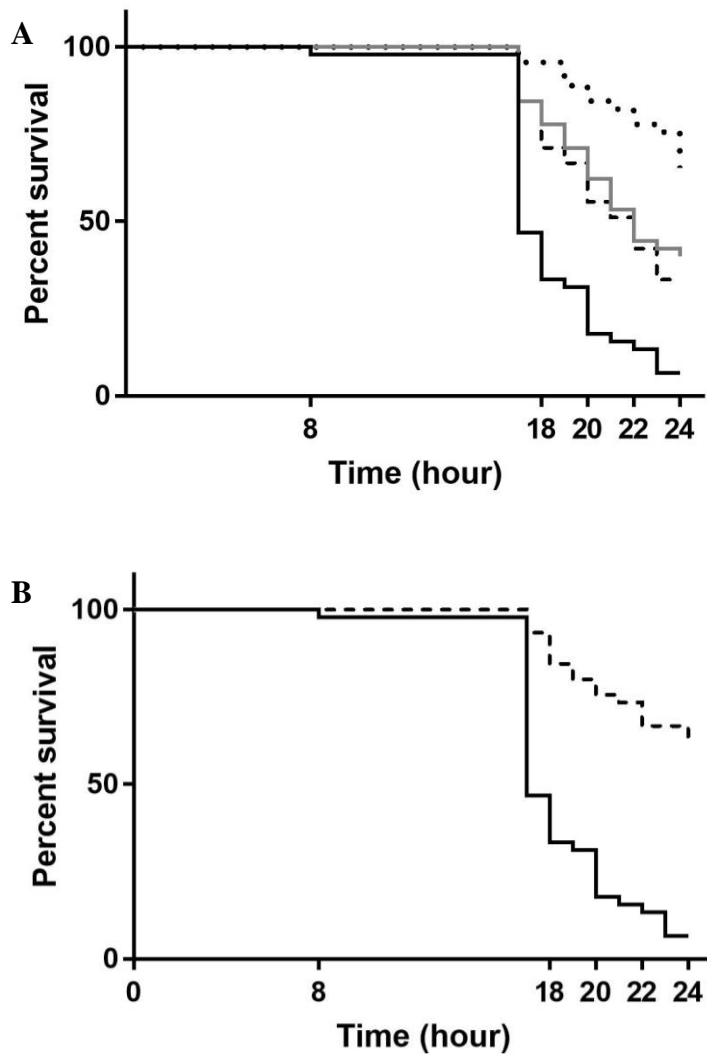 A
100
50
0
Percent survival
8 18 20 22 24
Time (hour)
B
100
50
0
Percent survival
0 8 18 20 22 24
Time (hour)